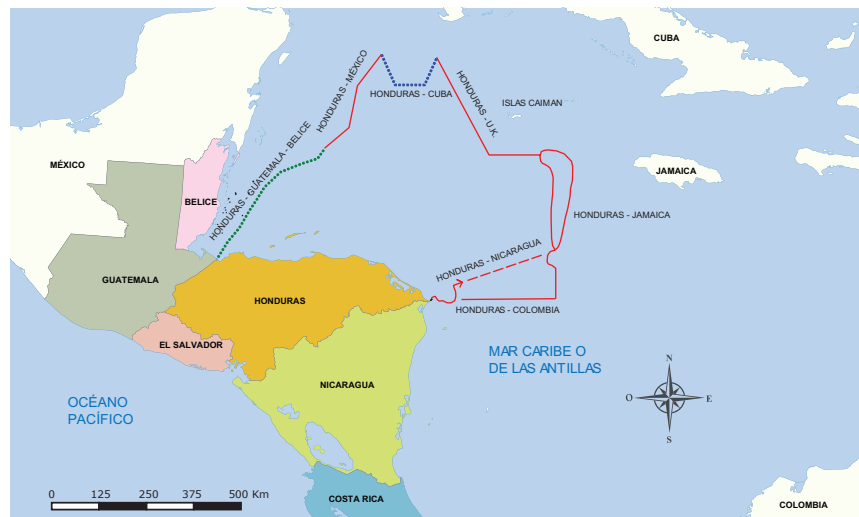 CUBA
HONDURAS - MÉXICO
HONDURAS - CUBA
HONDURAS - U.K.
ISLAS CAIMAN
MÉXICO
HONDURAS - GUATEMALA - BELICE
JAMAICA
BELICE
HONDURAS - JAMAICA
HONDURAS - NICARAGUA
GUATEMALA
HONDURAS
HONDURAS - COLOMBIA
EL SALVADOR
MAR CARIBE O
DE LAS ANTILLAS
NICARAGUA
N
O
E
S
OCÉANO
PACÍFICO
0 125 250 375 500 Km
COSTA RICA
COLOMBIA